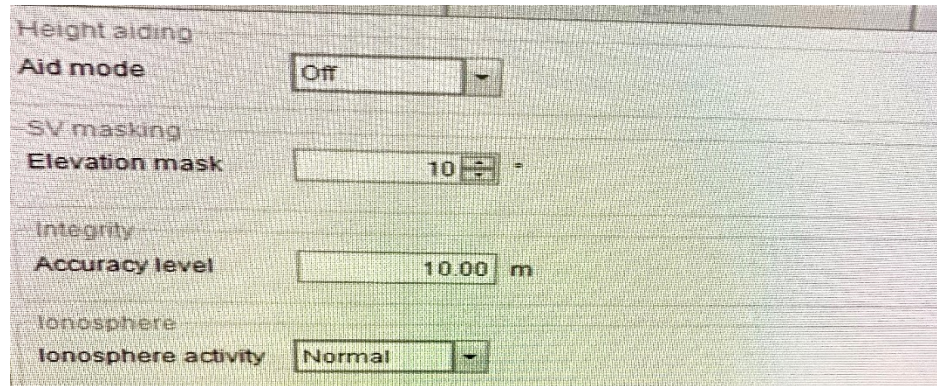 Height aiding
Aid mode Off
SV masking
Elevation mask 10 °
Integrity
Accuracy level 10.00 m
Ionosphere
Ionosphere activity Normal